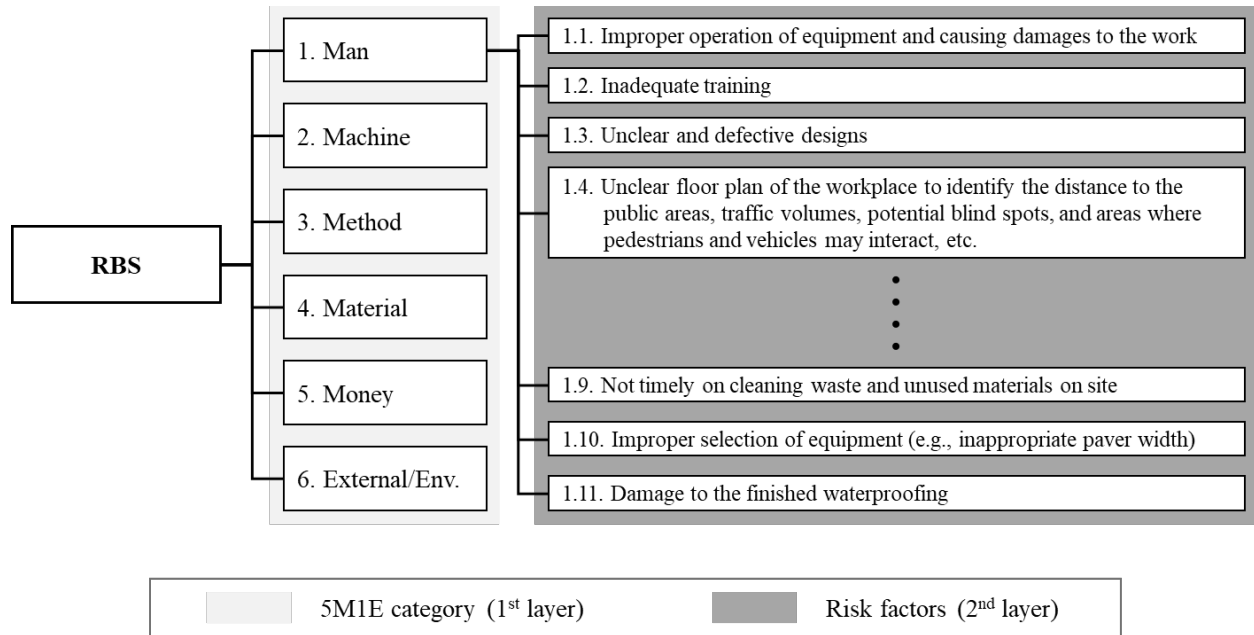 RBS
1. Man
2. Machine
3. Method
4. Material
5. Money
6. External/Env.
1.1. Improper operation of equipment and causing damages to the work
1.2. Inadequate training
1.3. Unclear and defective designs
1.4. Unclear floor plan of the workplace to identify the distance to the
public areas, traffic volumes, potential blind spots, and areas where
pedestrians and vehicles may interact, etc.
1.9. Not timely on cleaning waste and unused materials on site
1.10. Improper selection of equipment (e.g., inappropriate paver width)
1.11. Damage to the finished waterproofing
5M1E category (1st layer)
Risk factors (2nd layer)